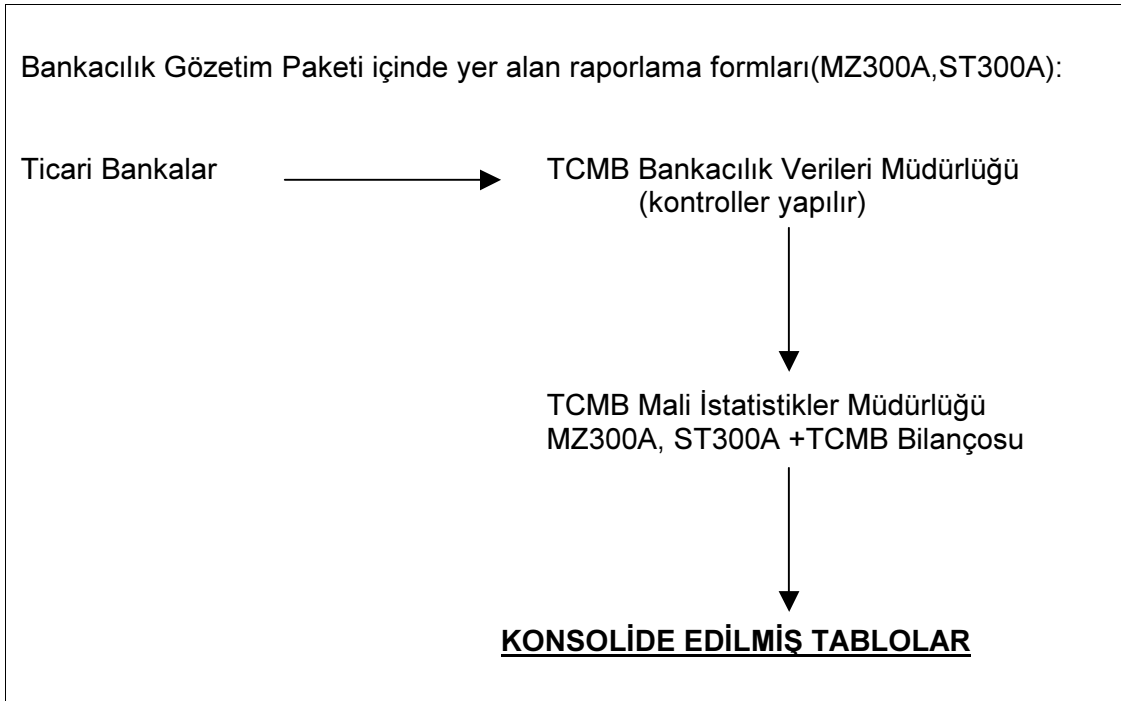 Bankacılık Gözetim Paketi içinde yer alan raporlama formları(MZ300A,ST300A):
Ticari Bankalar
TCMB Bankacılık Verileri Müdürlüğü
(kontroller yapılır)
TCMB Mali İstatistikler Müdürlüğü
MZ300A, ST300A +TCMB Bilançosu
KONSOLİDE EDİLMİŞ TABLOLAR